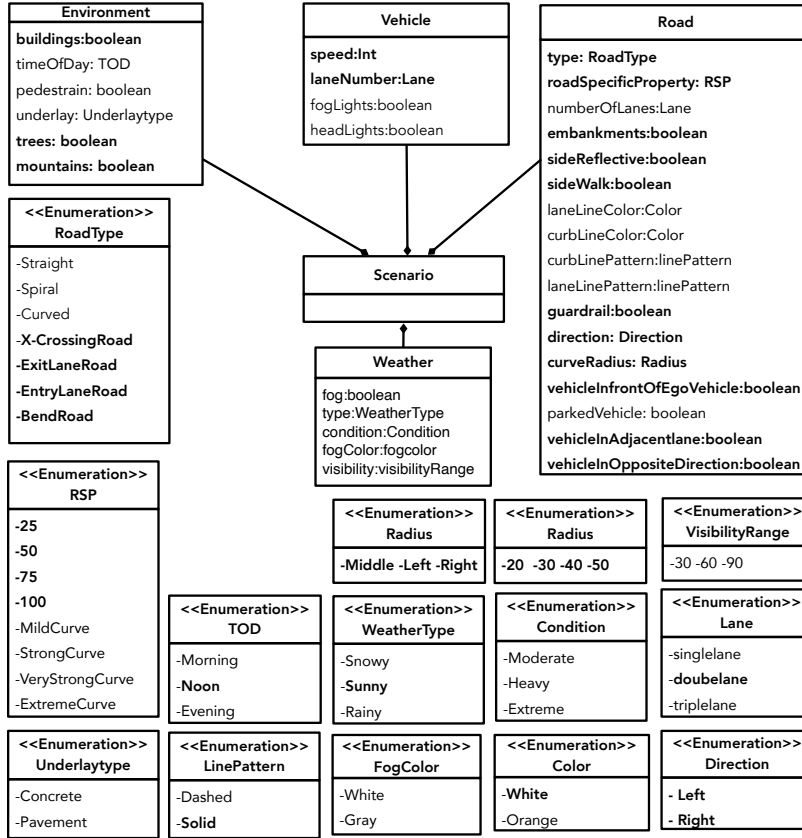 Environment
buildings:boolean
timeOfDay: TOD
pedestrain: boolean
underlay: Underlaytype
trees: boolean
mountains: boolean
Vehicle
speed:Int
laneNumber:Lane
fogLights:boolean
headLights:boolean
Road
type: RoadType
roadSpecificProperty: RSP
numberOfLanes:Lane
embankments:boolean
sideReflective:boolean
sideWalk:boolean
laneLineColor:Color
curbLineColor:Color
curbLinePattern:linePattern
laneLinePattern:linePattern
guardrail:boolean
direction: Direction
curveRadius: Radius
vehicleInfrontOfEgoVehicle:boolean
parkedVehicle: boolean
vehicleInAdjacentlane:boolean
vehicleInOppositeDirection:boolean
<<Enumeration>>
RoadType
-Straight
-Spiral
-Curved
-X-CrossingRoad
-ExitLaneRoad
-EntryLaneRoad
-BendRoad
Scenario
Weather
fog:boolean
type:WeatherType
condition:Condition
fogColor:fogcolor
visibility:visibilityRange
<<Enumeration>>
RSP
-25
-50
-75
-100
-MildCurve
-StrongCurve
-VeryStrongCurve
-ExtremeCurve
<<Enumeration>>
Radius
-Middle -Left -Right
<<Enumeration>>
Radius
-20 -30 -40 -50
<<Enumeration>>
VisibilityRange
-30 -60 -90
<<Enumeration>>
TOD
-Morning
-Noon
-Evening
<<Enumeration>>
WeatherType
-Snowy
-Sunny
-Rainy
<<Enumeration>>
Condition
-Moderate
-Heavy
-Extreme
<<Enumeration>>
Lane
-singlelane
-doubelane
-triplelane
<<Enumeration>>
Underlaytype
-Concrete
-Pavement
<<Enumeration>>
LinePattern
-Dashed
-Solid
<<Enumeration>>
FogColor
-White
-Gray
<<Enumeration>>
Color
-White
-Orange
<<Enumeration>>
Direction
- Left
- Right